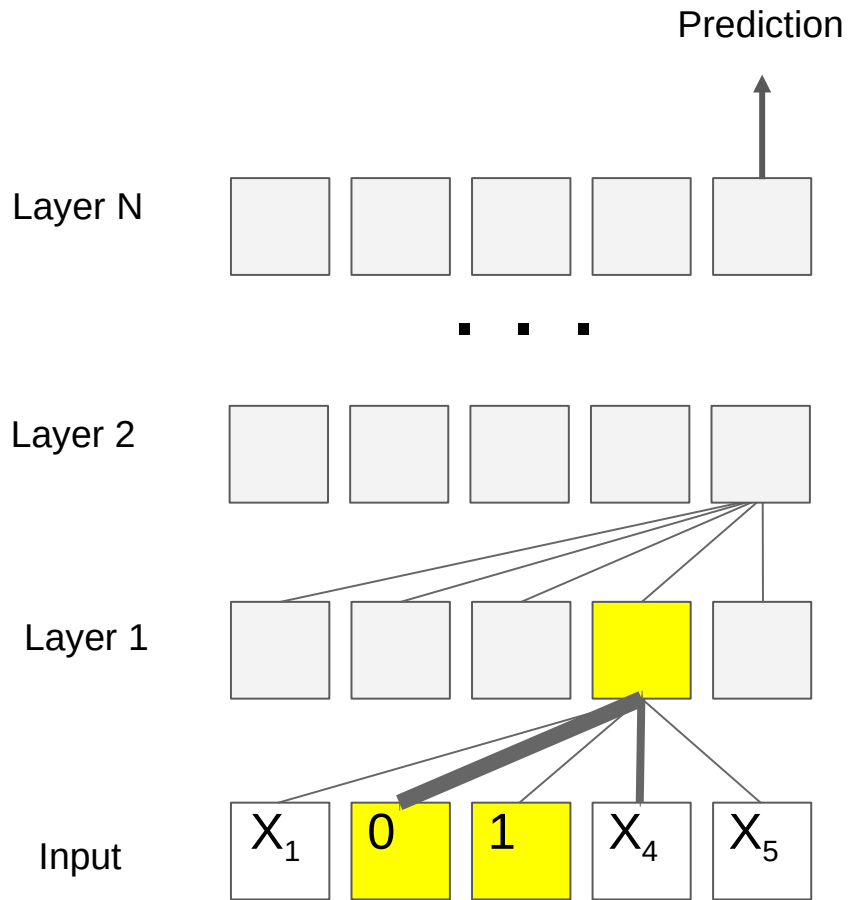 Prediction
Layer N
. . .
Layer 2
Layer 1
Input X₁ 0 1 X₄ X₅